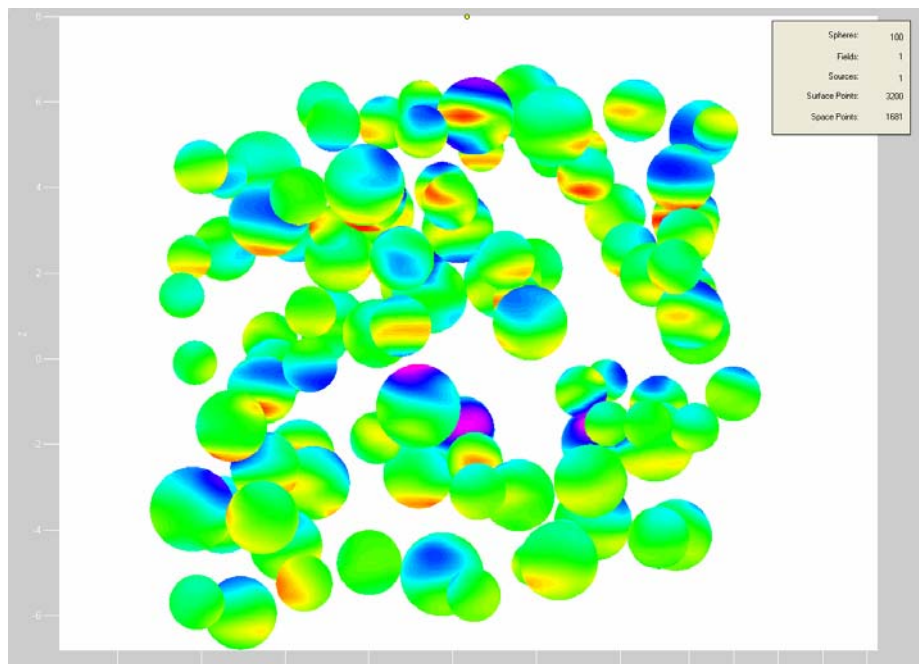 8
Spheres: 100
Fields: 1
Sources: 1
Surface Points: 3200
Space Points: 1681
6
4
2
z
0
-2
-4
-6